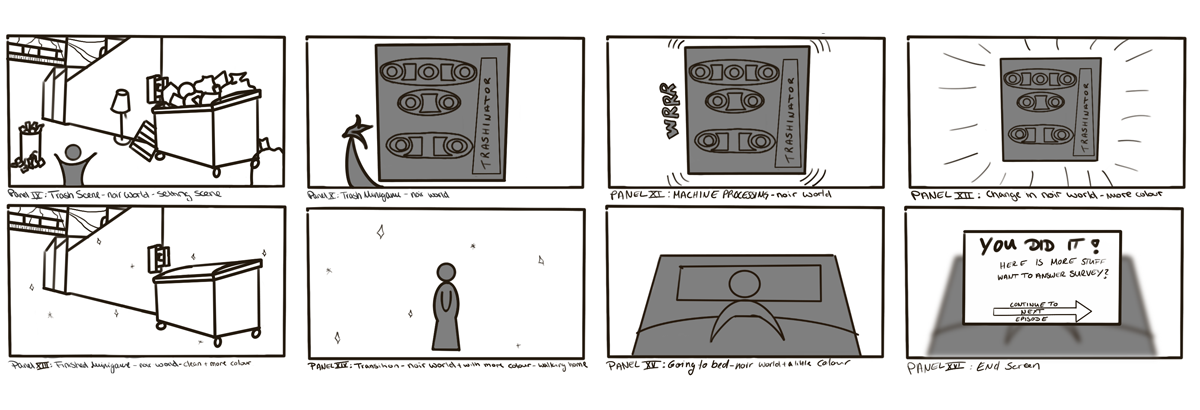 TRASHINATOR
WRRR
TRASHINATOR
TRASHINATOR
Panel IX: Trash Scene-noir world-setting scene
Panel X: Trash Minigame-noir world
PANEL XI: MACHINE PROCESSING-noir world
PANEL XII: Change in noir world-more colour
YOU DID IT!
HERE IS MORE STUFF
WANT TO ANSWER SURVEY?
CONTINUE TO
NEXT
EPISODE
Panel XIII: Finished Minigame-noir world-clean+more colour
PANEL XIV: Transition-noir world+with more colour-walking home
PANEL XV: Going to bed-noir world+a little colour
PANEL XVI: End Screen